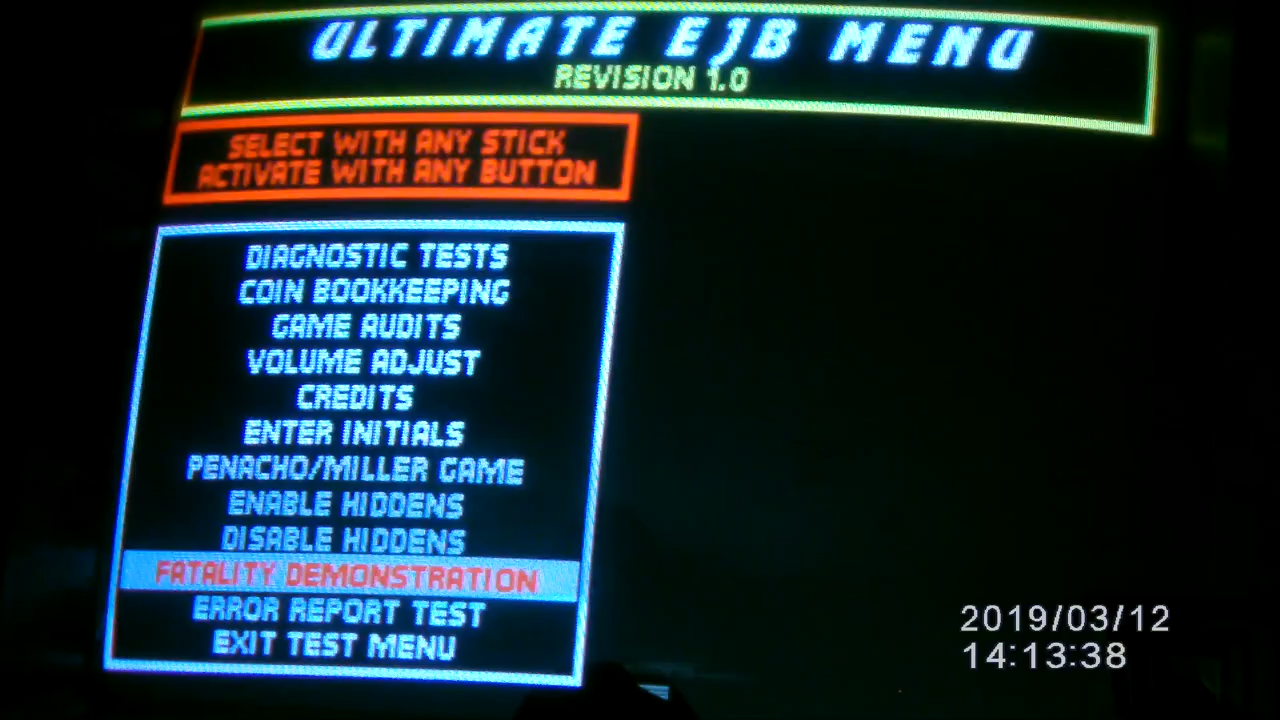 ULTIMATE EJB MENU
REVISION 1.0
SELECT WITH ANY STICK
ACTIVATE WITH ANY BUTTON
DIAGNOSTIC TESTS
COIN BOOKKEEPING
GAME AUDITS
VOLUME ADJUST
CREDITS
ENTER INITIALS
PENACHO/MILLER GAME
ENABLE HIDDENS
DISABLE HIDDENS
FATALITY DEMONSTRATION
ERROR REPORT TEST
EXIT TEST MENU
2019/03/12
14:13:38